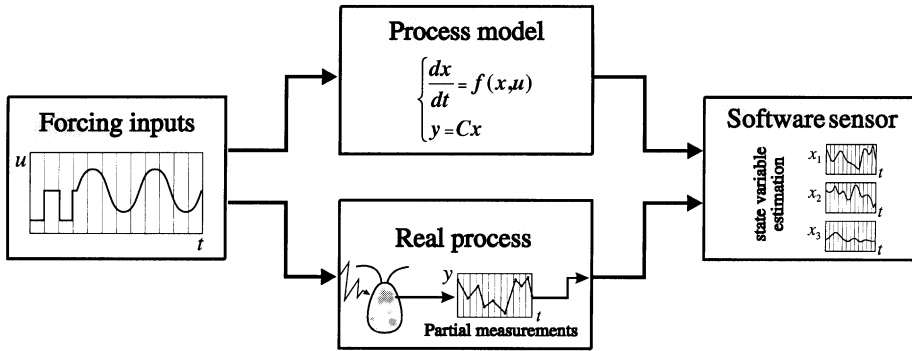 Process model
dx/dt = f(x,u)
y = Cx
Forcing inputs
u
t
Real process
y
t
Partial measurements
Software sensor
state variable
estimation
x1
t
x2
t
x3
t